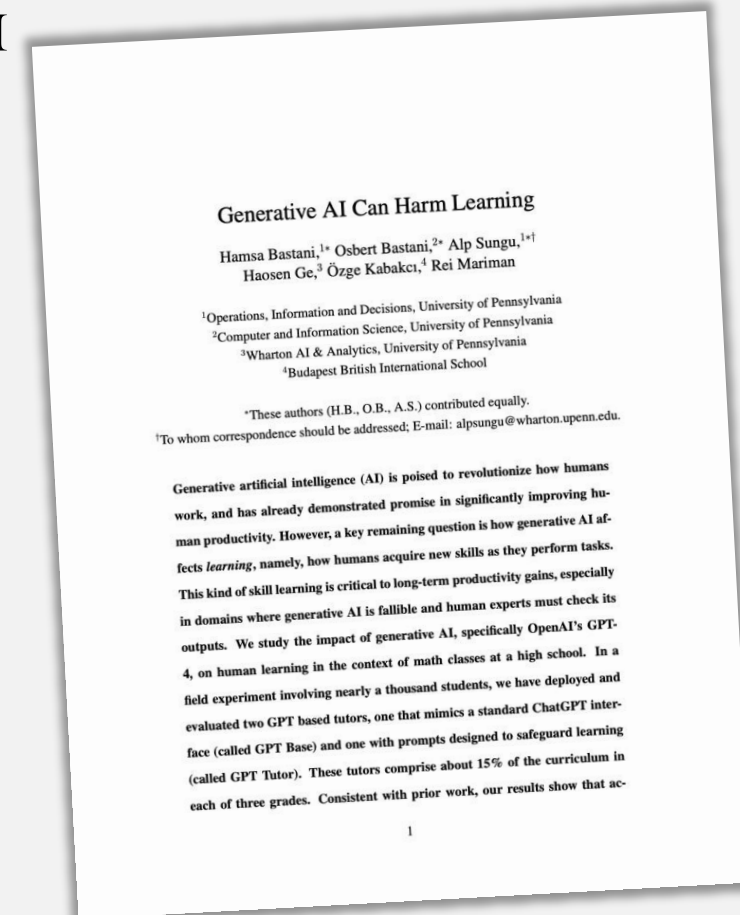 Generative AI Can Harm Learning
Hamsa Bastani,¹* Osbert Bastani,²* Alp Sungu,¹*†
Haosen Ge,³ Özge Kabakcı,⁴ Rei Mariman
¹Operations, Information and Decisions, University of Pennsylvania
²Computer and Information Science, University of Pennsylvania
³Wharton AI & Analytics, University of Pennsylvania
⁴Budapest British International School
*These authors (H.B., O.B., A.S.) contributed equally.
†To whom correspondence should be addressed; E-mail: alpsungu@wharton.upenn.edu.
Generative artificial intelligence (AI) is poised to revolutionize how humans
work, and has already demonstrated promise in significantly improving hu-
man productivity. However, a key remaining question is how generative AI af-
fects learning, namely, how humans acquire new skills as they perform tasks.
This kind of skill learning is critical to long-term productivity gains, especially
in domains where generative AI is fallible and human experts must check its
outputs. We study the impact of generative AI, specifically OpenAI's GPT-
4, on human learning in the context of math classes at a high school. In a
field experiment involving nearly a thousand students, we have deployed and
evaluated two GPT based tutors, one that mimics a standard ChatGPT inter-
face (called GPT Base) and one with prompts designed to safeguard learning
(called GPT Tutor). These tutors comprise about 15% of the curriculum in
each of three grades. Consistent with prior work, our results show that ac-
1